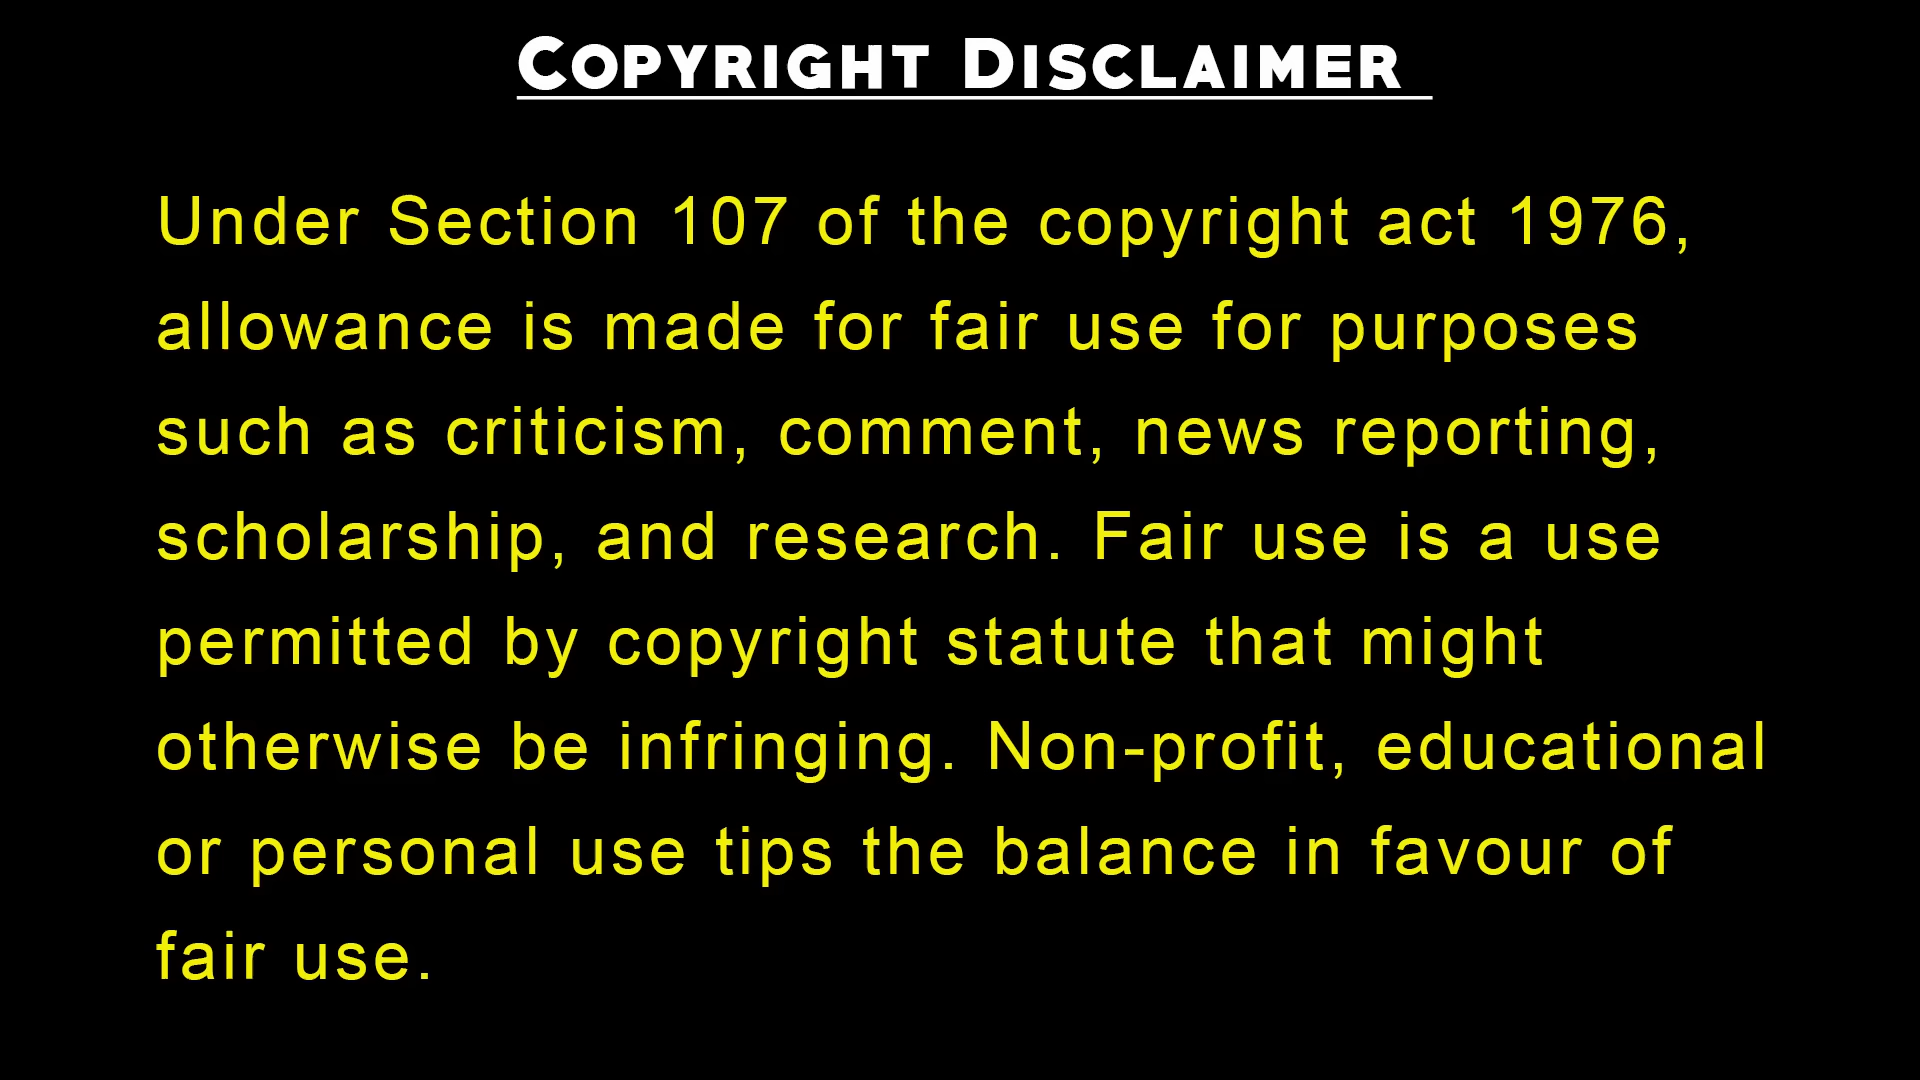 Copyright Disclaimer
Under Section 107 of the copyright act 1976,
allowance is made for fair use for purposes
such as criticism, comment, news reporting,
scholarship, and research. Fair use is a use
permitted by copyright statute that might
otherwise be infringing. Non-profit, educational
or personal use tips the balance in favour of
fair use.